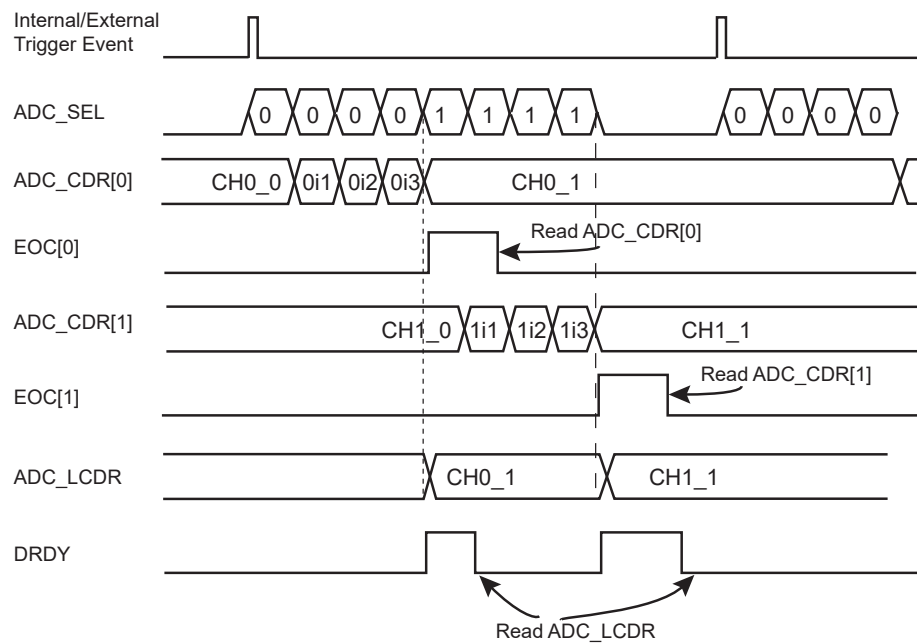 Internal/External
Trigger Event
ADC_SEL
0 0 0 0 1 1 1 1 0 0 0 0
ADC_CDR[0]
CH0_0 0i1 0i2 0i3 CH0_1
EOC[0]
Read ADC_CDR[0]
ADC_CDR[1]
CH1_0 1i1 1i2 1i3 CH1_1
EOC[1]
Read ADC_CDR[1]
ADC_LCDR
CH0_1 CH1_1
DRDY
Read ADC_LCDR